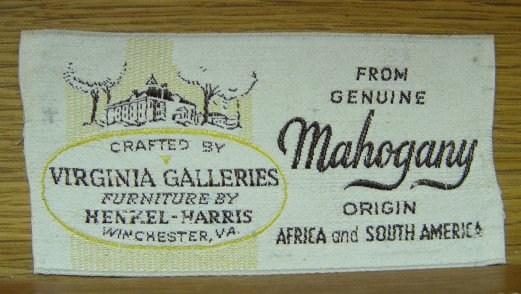 CRAFTED BY
VIRGINIA GALLERIES
FURNITURE BY
HENKEL-HARRIS
WINCHESTER, VA.
FROM
GENUINE
Mahogany
ORIGIN
AFRICA and SOUTH AMERICA